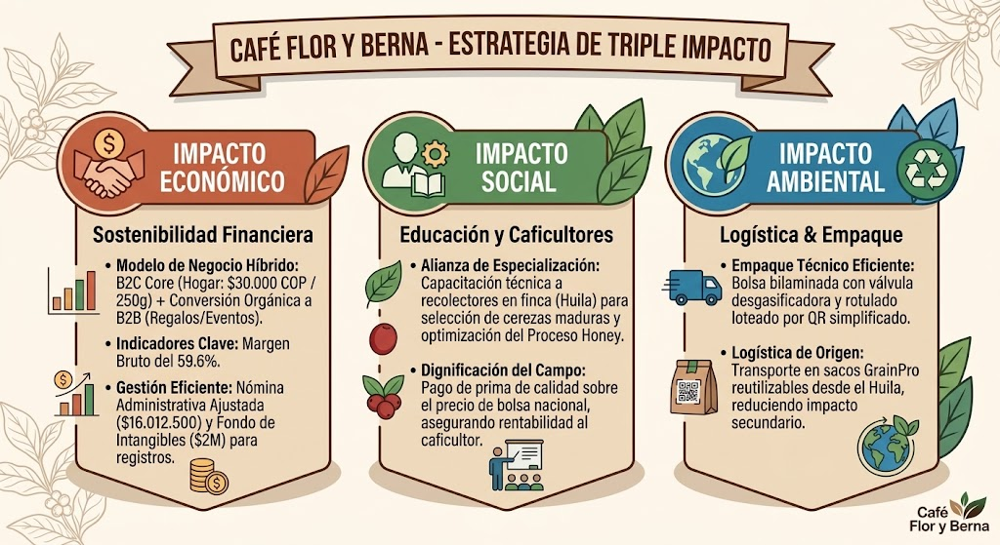 CAFÉ FLOR Y BERNA - ESTRATEGIA DE TRIPLE IMPACTO
IMPACTO
ECONÓMICO
Sostenibilidad Financiera
• Modelo de Negocio Híbrido:
B2C Core (Hogar: $30.000 COP /
250g) + Conversión Orgánica a
B2B (Regalos/Eventos).
• Indicadores Clave: Margen
Bruto del 59.6%.
• Gestión Eficiente: Nómina
Administrativa Ajustada
($16.012.500) y Fondo de
Intangibles ($2M) para
registros.
IMPACTO
SOCIAL
Educación y Caficultores
• Alianza de Especialización:
Capacitación técnica a
recolectores en finca (Huila) para
selección de cerezas maduras y
optimización del Proceso Honey.
• Dignificación del Campo:
Pago de prima de calidad sobre
el precio de bolsa nacional,
asegurando rentabilidad al
caficultor.
IMPACTO
AMBIENTAL
Logística & Empaque
• Empaque Técnico Eficiente:
Bolsa bilaminada con válvula
desgasificadora y rotulado
loteado por QR simplificado.
• Logística de Origen:
Transporte en sacos GrainPro
reutilizables desde el Huila,
reduciendo impacto
secundario.
Café
Flor y Berna